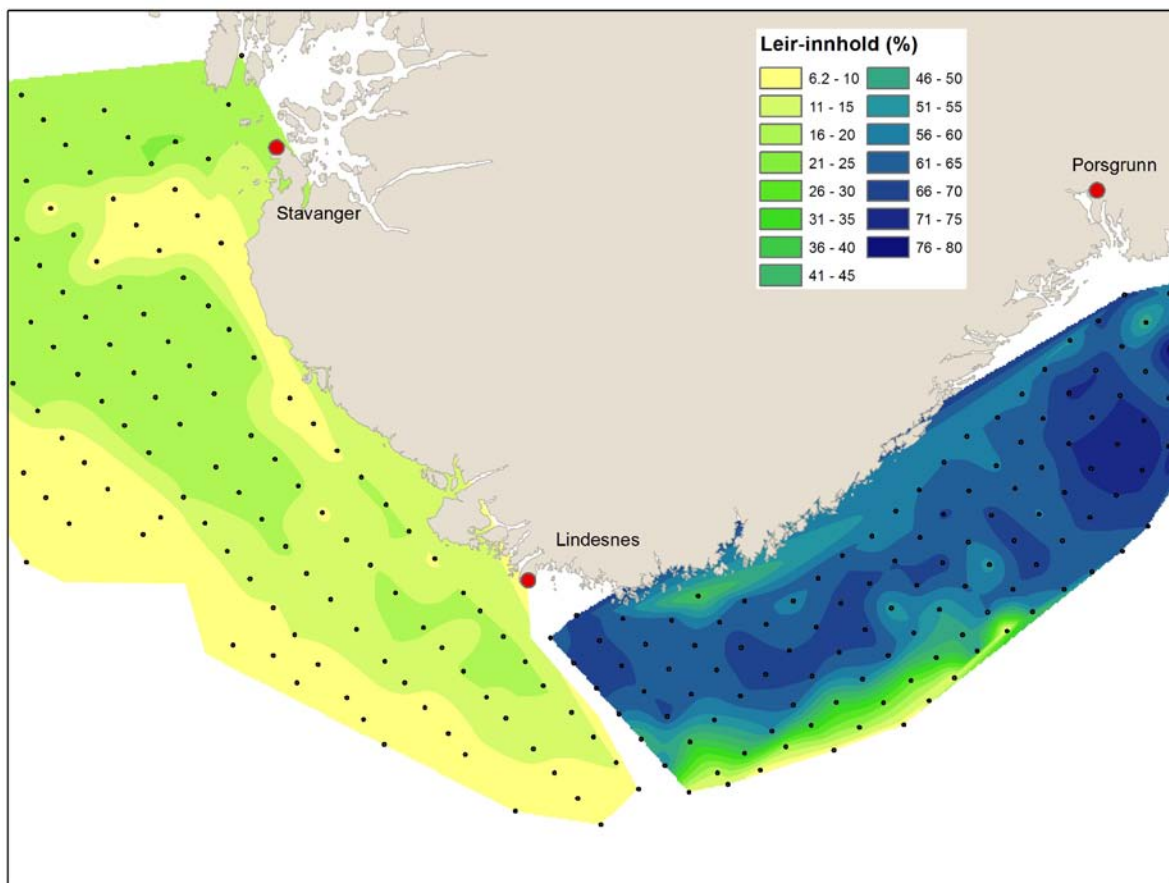 Leir-innhold (%)
6.2 - 10
11 - 15
16 - 20
21 - 25
26 - 30
31 - 35
36 - 40
41 - 45
46 - 50
51 - 55
56 - 60
61 - 65
66 - 70
71 - 75
76 - 80
Porsgrunn
Stavanger
Lindesnes